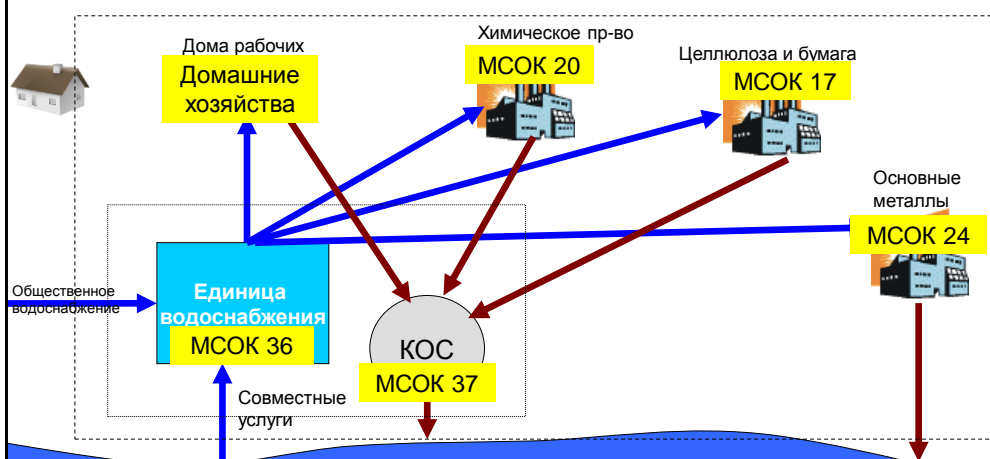 Дома рабочих
Домашние
хозяйства
Химическое пр-во
МСОК 20
Целлюлоза и бумага
МСОК 17
Основные
металлы
МСОК 24
Общественное
водоснабжение
Единица
водоснабжения
МСОК 36
КОС
МСОК 37
Совместные
услуги